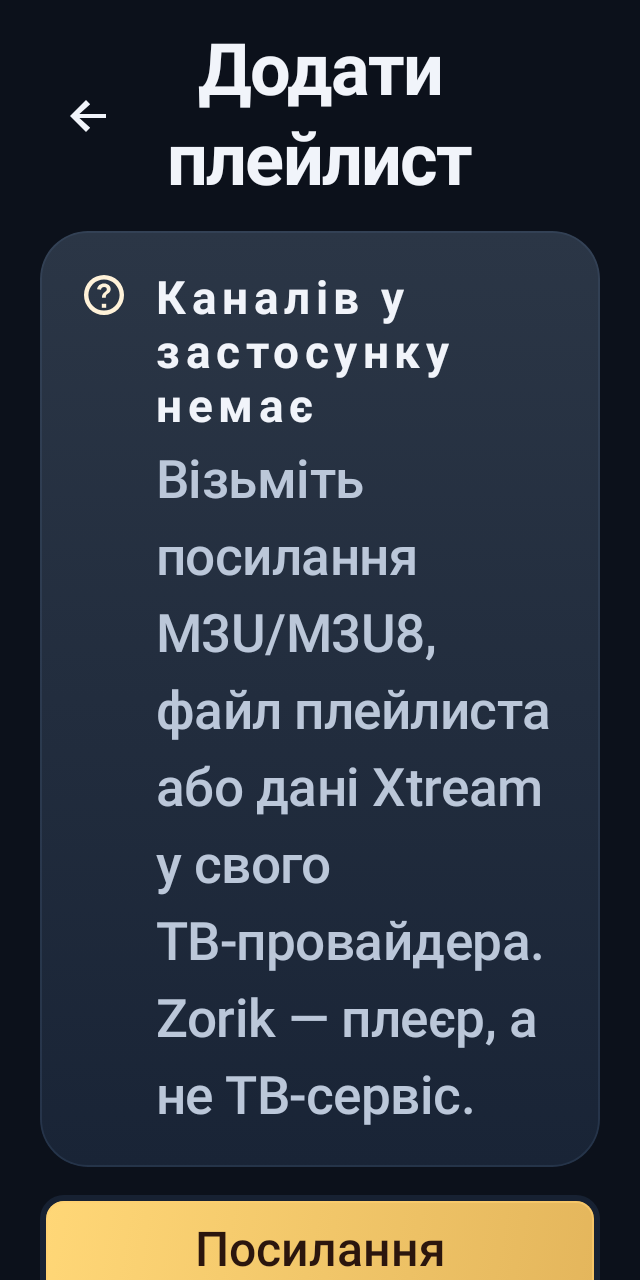 Додати
плейлист
Каналів у
застосунку
немає
Візьміть
посилання
M3U/M3U8,
файл плейлиста
або дані Xtream
у свого
ТВ-провайдера.
Zorik — плеєр, а
не ТВ-сервіс.
Посилання